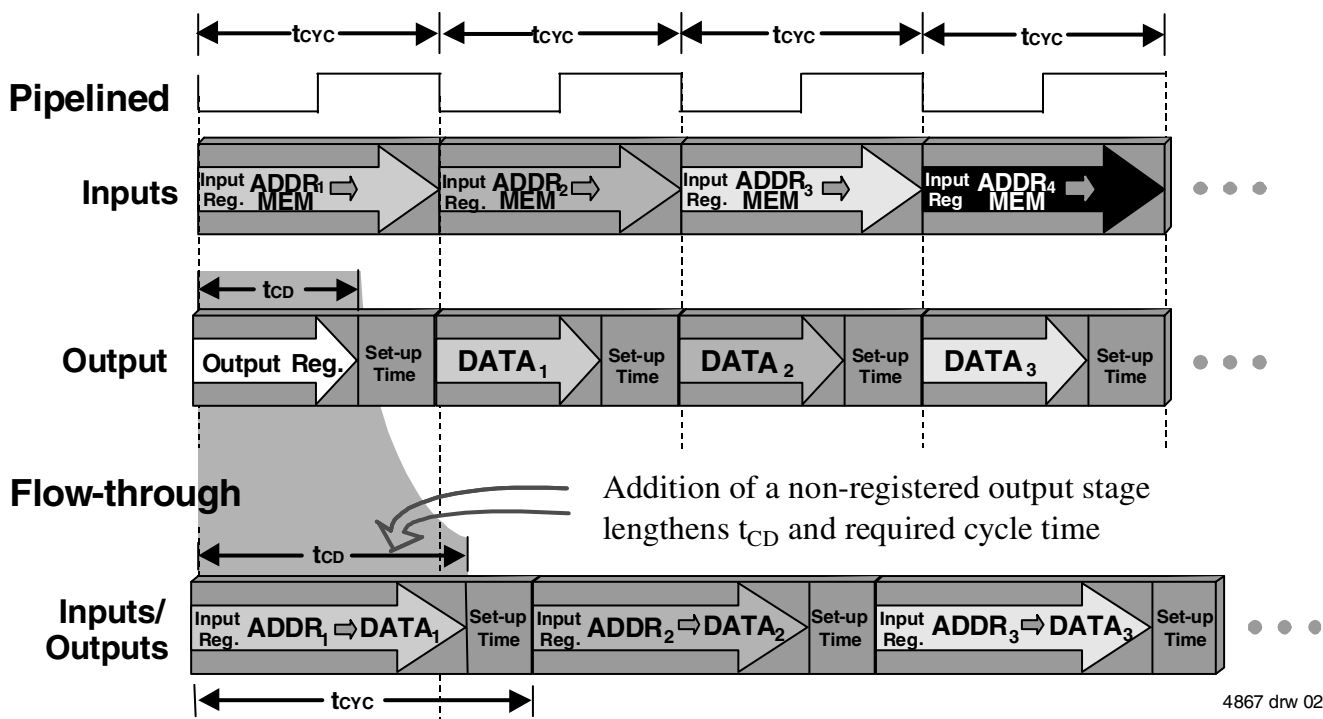 tCYC tCYC tCYC tCYC
Pipelined
Inputs
Input Reg. ADDR1 MEM
Input Reg. ADDR2 MEM
Input Reg. ADDR3 MEM
Input Reg ADDR4 MEM
tCD
Output
Output Reg.
Set-up Time
DATA1
Set-up Time
DATA2
Set-up Time
DATA3
Set-up Time
Flow-through
Addition of a non-registered output stage
lengthens tCD and required cycle time
tCD
Inputs/
Outputs
Input Reg. ADDR1 DATA1
Set-up Time
Input Reg. ADDR2 DATA2
Set-up Time
Input Reg. ADDR3 DATA3
Set-up Time
tCYC
4867 drw 02